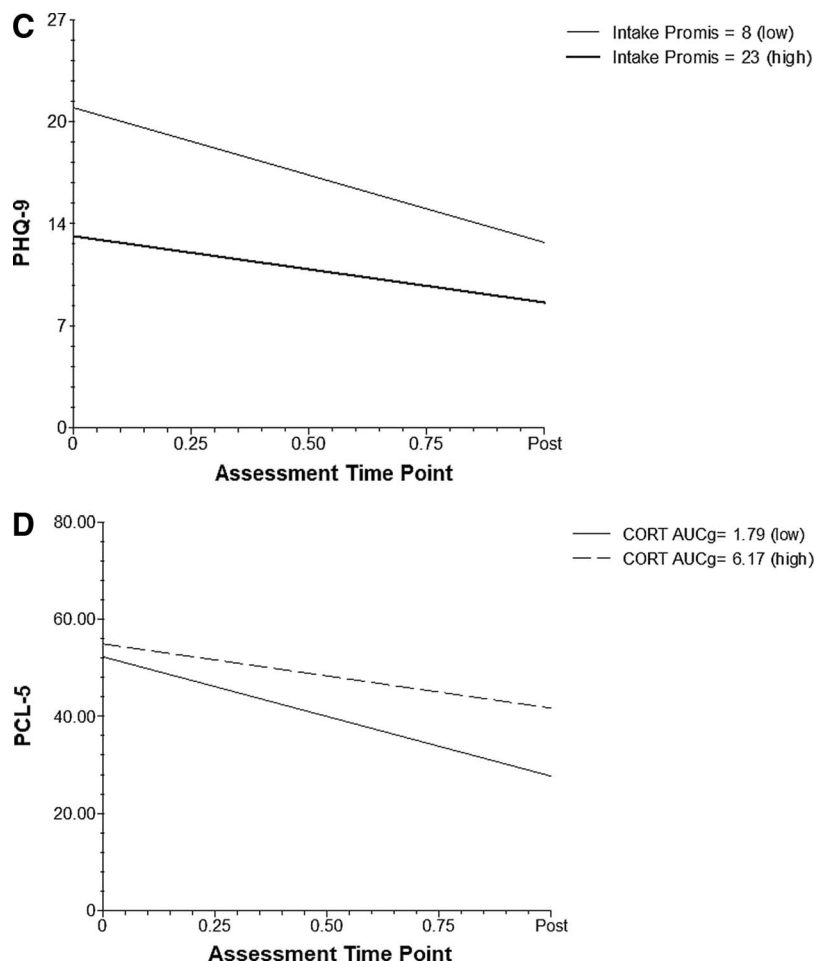 C
27
20
14
7
0
PHQ-9
0 0.25 0.50 0.75 Post
Assessment Time Point
Intake Promis = 8 (low)
Intake Promis = 23 (high)
D
80.00
60.00
40.00
20.00
0
PCL-5
0 0.25 0.50 0.75 Post
Assessment Time Point
CORT AUCg= 1.79 (low)
CORT AUCg= 6.17 (high)